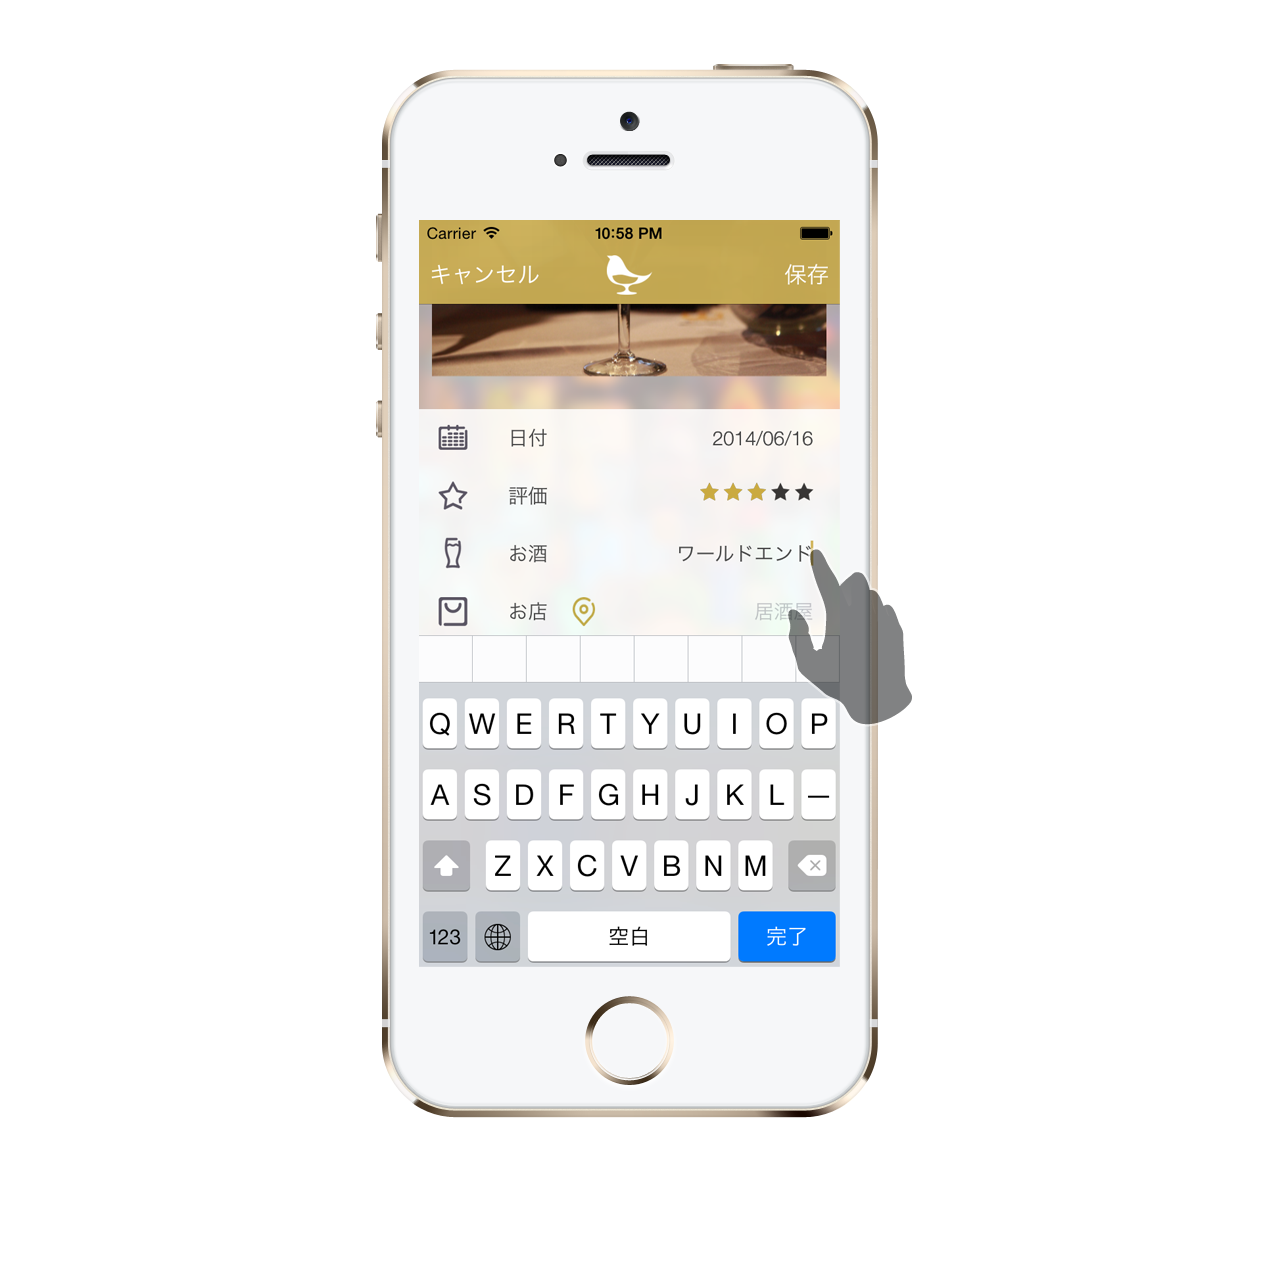 Carrier 10:58 PM
キャンセル 保存
日付 2014/06/16
評価
お酒 ワールドエンド
お店 居酒屋
Q W E R T Y U I O P
A S D F G H J K L —
Z X C V B N M
123 空白 完了